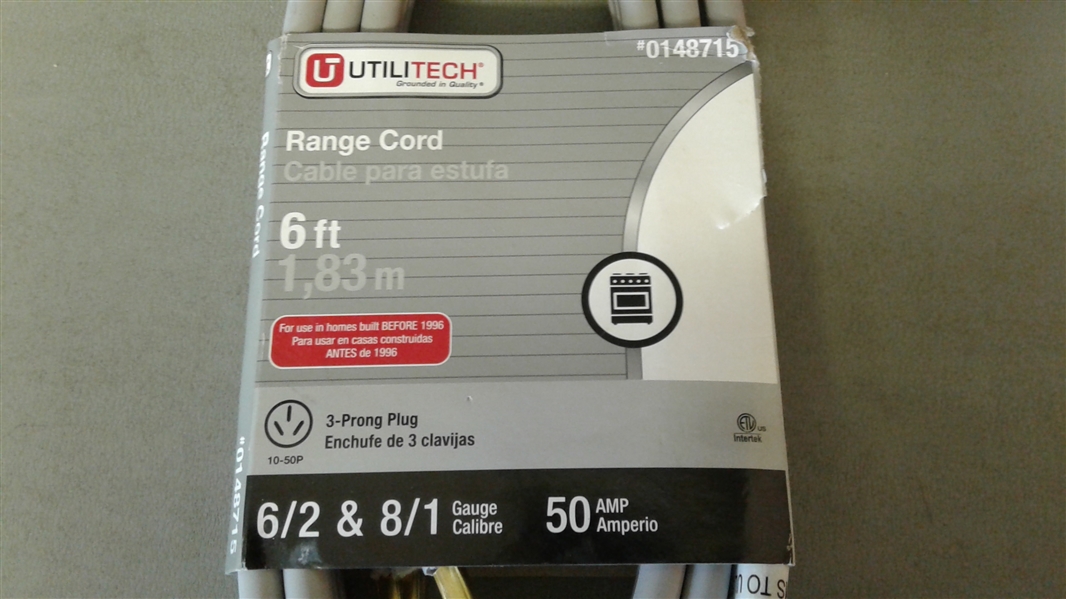 #0148715
UTILITECH®
Grounded in Quality®
Range Cord
Cable para estufa
6 ft
1,83 m
For use in homes built BEFORE 1996
Para usar en casas construidas
ANTES de 1996
3-Prong Plug
Enchufe de 3 clavijas
10-50P
ETL US
Intertek
6/2 & 8/1 Gauge
Calibre
50 AMP
Amperio
Range Cord
#0148715